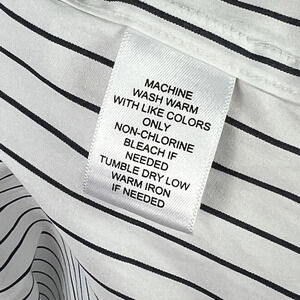 MACHINE
WASH WARM
WITH LIKE COLORS
ONLY
NON-CHLORINE
BLEACH IF
NEEDED
TUMBLE DRY LOW
WARM IRON
IF NEEDED